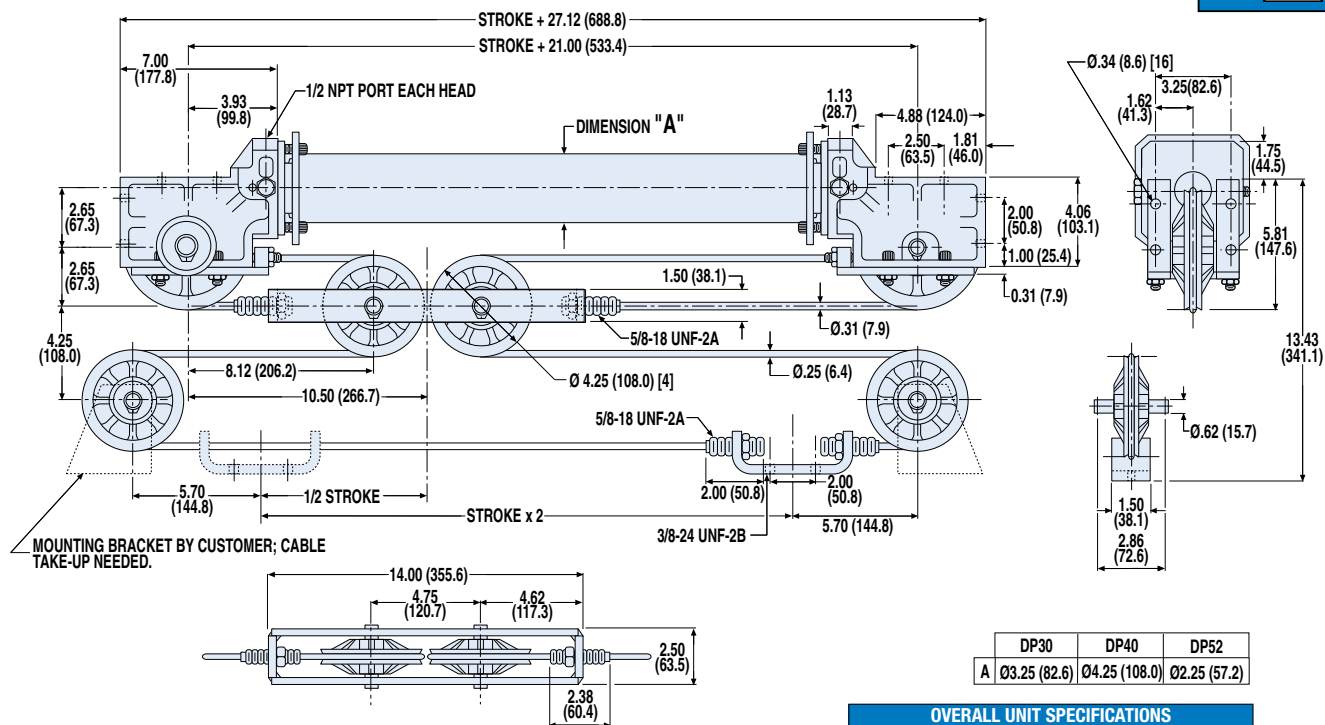 STROKE + 27.12 (688.8)
STROKE + 21.00 (533.4)
7.00
(177.8)
3.93
(99.8)
1/2 NPT PORT EACH HEAD
DIMENSION "A"
1.13
(28.7)
4.88 (124.0)
2.50
(63.5)
1.81
(46.0)
Ø.34 (8.6) [16]
3.25(82.6)
1.62
(41.3)
1.75
(44.5)
2.65
(67.3)
2.65
(67.3)
4.25
(108.0)
2.00
(50.8)
4.06
(103.1)
1.00 (25.4)
0.31 (7.9)
5.81
(147.6)
13.43
(341.1)
1.50 (38.1)
5/8-18 UNF-2A
Ø.31 (7.9)
8.12 (206.2)
10.50 (266.7)
Ø 4.25 (108.0) [4]
Ø.25 (6.4)
5/8-18 UNF-2A
Ø.62 (15.7)
5.70
(144.8)
1/2 STROKE
STROKE x 2
2.00 (50.8)
2.00
(50.8)
3/8-24 UNF-2B
5.70 (144.8)
1.50
(38.1)
2.86
(72.6)
MOUNTING BRACKET BY CUSTOMER; CABLE
TAKE-UP NEEDED.
14.00 (355.6)
4.75
(120.7)
4.62
(117.3)
2.50
(63.5)
2.38
(60.4)
DP30 DP40 DP52
A Ø3.25 (82.6) Ø4.25 (108.0) Ø2.25 (57.2)
OVERALL UNIT SPECIFICATIONS